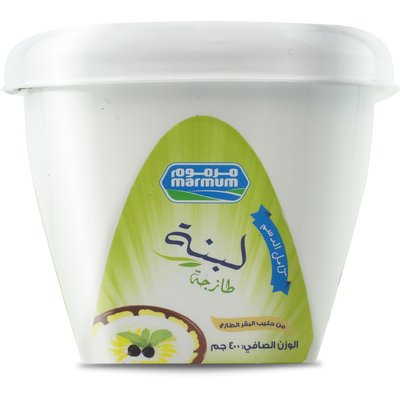 مرموم
marmum
لبنة
طازجة
كامل الدسم
من حليب البقر الطازج
الوزن الصافي: ٤٠٠ جم